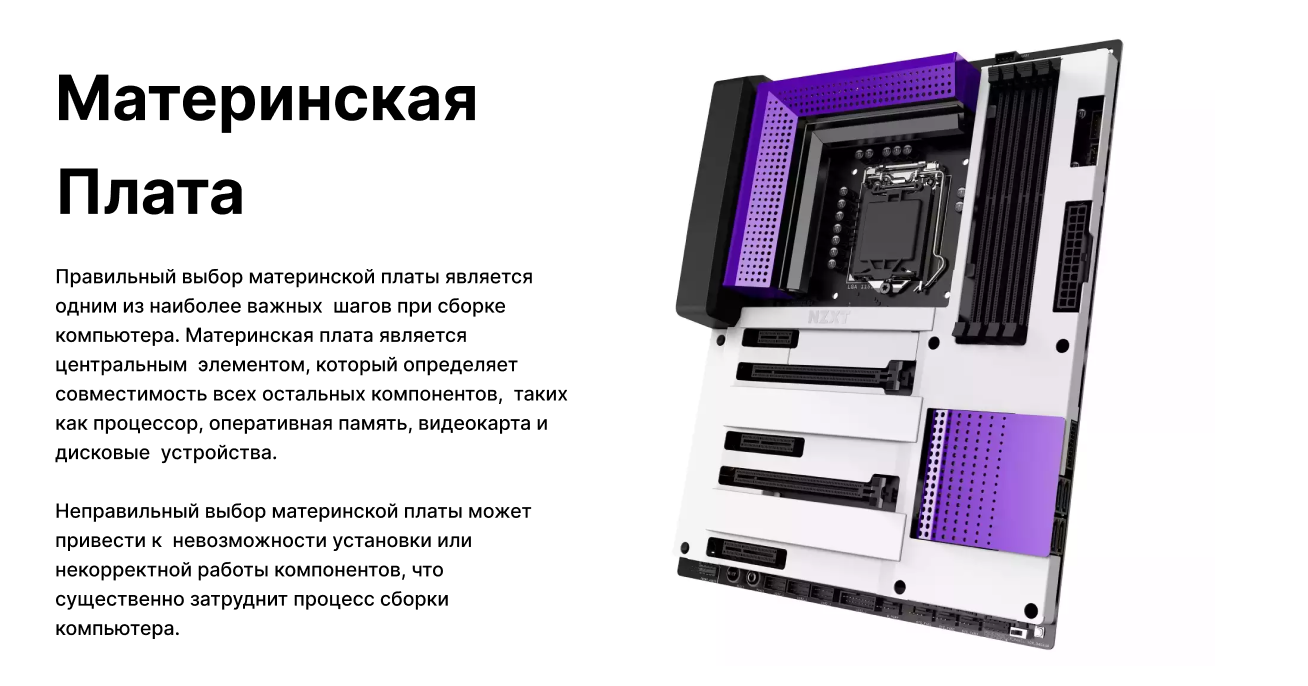 Материнская
Плата
Правильный выбор материнской платы является
одним из наиболее важных  шагов при сборке
компьютера. Материнская плата является
центральным  элементом, который определяет
совместимость всех остальных компонентов,  таких
как процессор, оперативная память, видеокарта и
дисковые  устройства.
Неправильный выбор материнской платы может
привести к  невозможности установки или
некорректной работы компонентов, что
существенно затруднит процесс сборки
компьютера.
NZXT